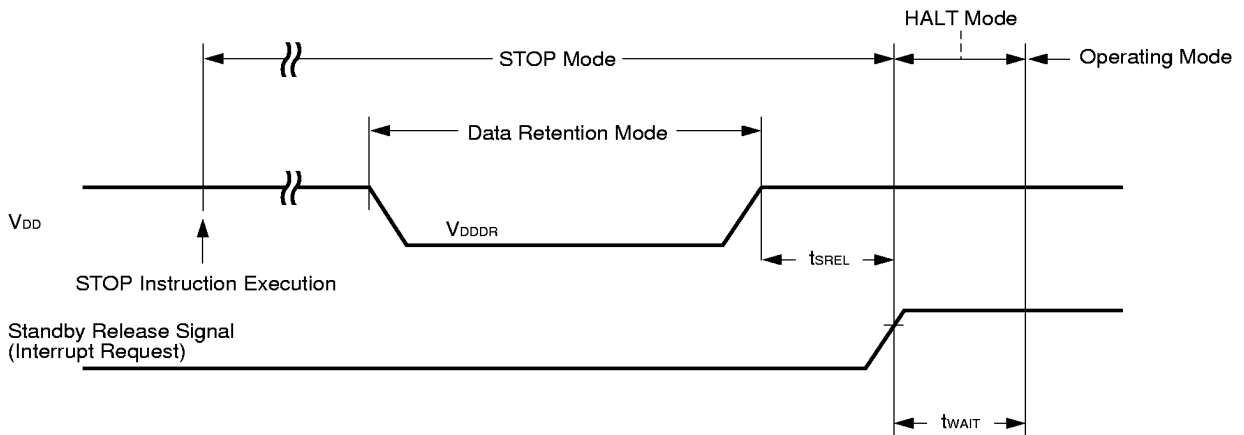 HALT Mode
STOP Mode
Operating Mode
Data Retention Mode
VDD
VDDDR
STOP Instruction Execution
tSREL
Standby Release Signal
(Interrupt Request)
tWAIT